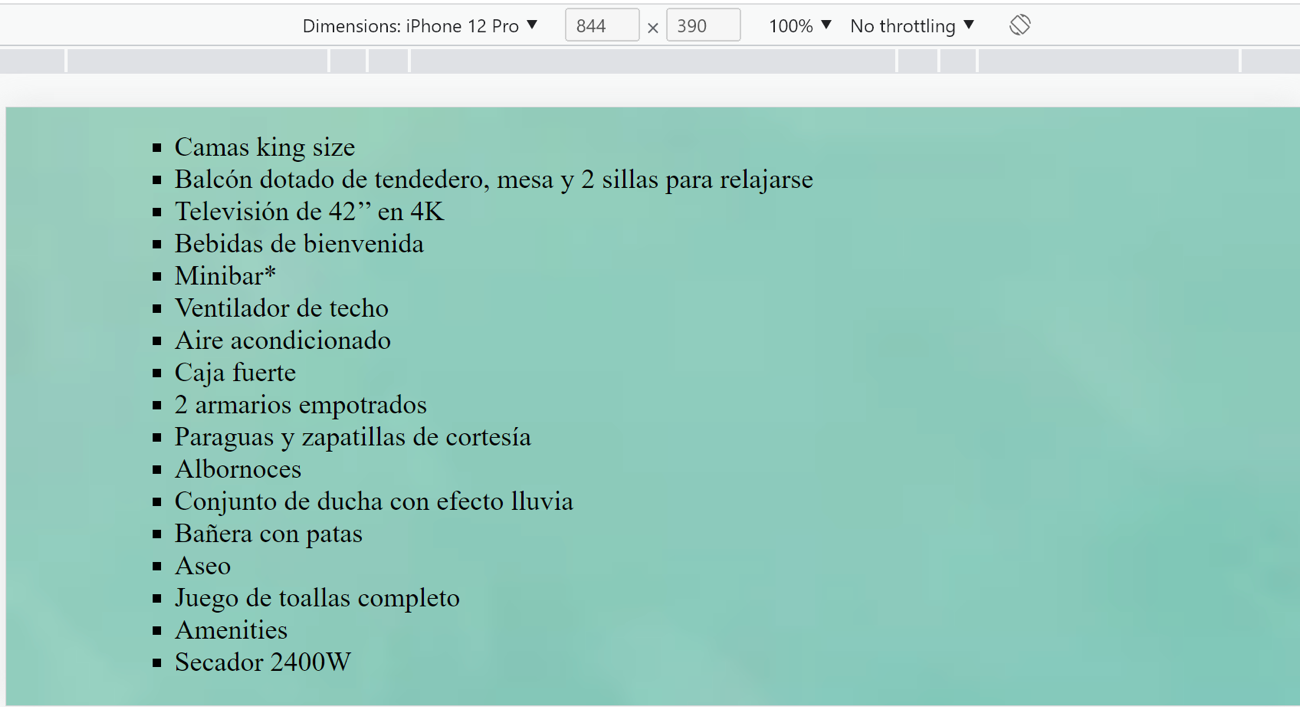 Dimensions: iPhone 12 Pro ▼ 844 × 390 100% ▼ No throttling ▼
Camas king size
Balcón dotado de tendedero, mesa y 2 sillas para relajarse
Televisión de 42’’ en 4K
Bebidas de bienvenida
Minibar*
Ventilador de techo
Aire acondicionado
Caja fuerte
2 armarios empotrados
Paraguas y zapatillas de cortesía
Albornoces
Conjunto de ducha con efecto lluvia
Bañera con patas
Aseo
Juego de toallas completo
Amenities
Secador 2400W